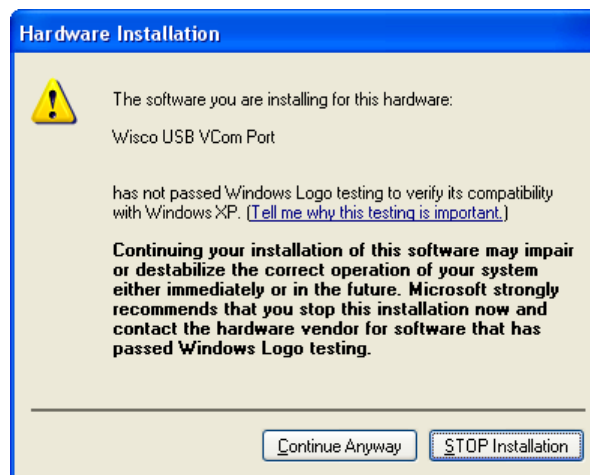 Hardware Installation
The software you are installing for this hardware:
Wisco USB VCom Port
has not passed Windows Logo testing to verify its compatibility
with Windows XP. (Tell me why this testing is important.)
Continuing your installation of this software may impair
or destabilize the correct operation of your system
either immediately or in the future. Microsoft strongly
recommends that you stop this installation now and
contact the hardware vendor for software that has
passed Windows Logo testing.
Continue Anyway
STOP Installation